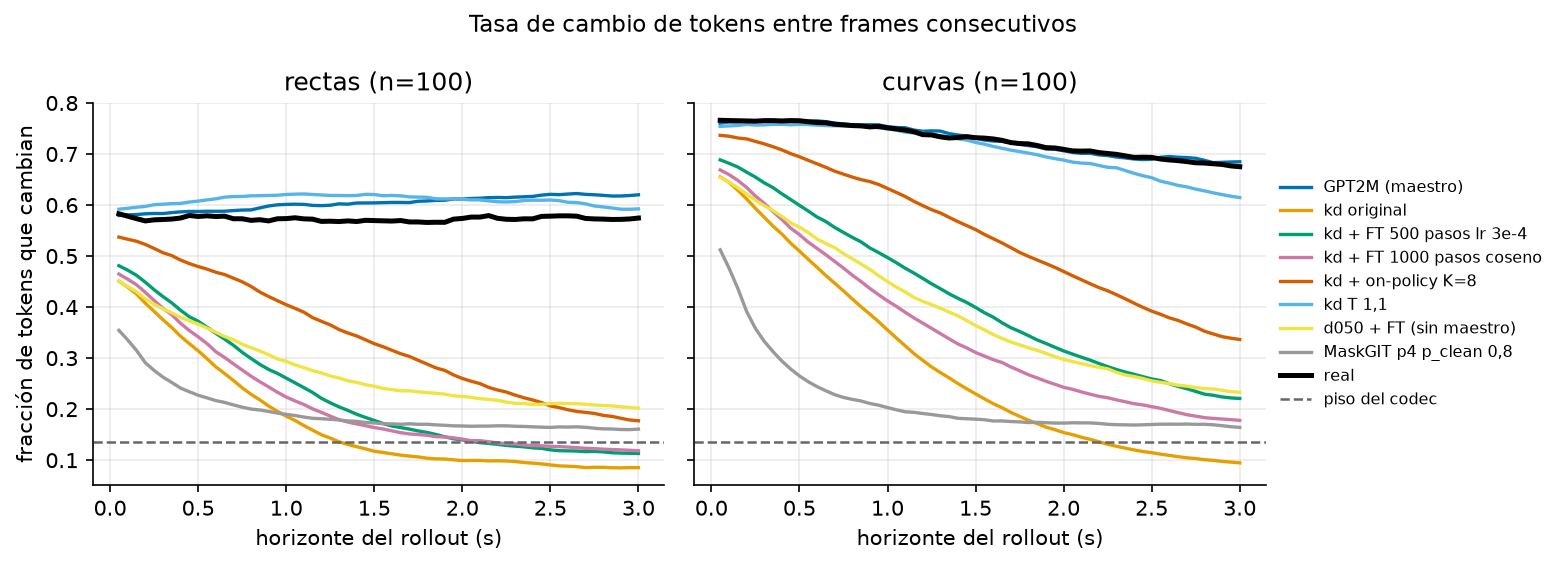 Tasa de cambio de tokens entre frames consecutivos
rectas (n=100)
curvas (n=100)
fracción de tokens que cambian
0.8
0.7
0.6
0.5
0.4
0.3
0.2
0.1
0.0 0.5 1.0 1.5 2.0 2.5 3.0
0.0 0.5 1.0 1.5 2.0 2.5 3.0
horizonte del rollout (s)
horizonte del rollout (s)
GPT2M (maestro)
kd original
kd + FT 500 pasos lr 3e-4
kd + FT 1000 pasos coseno
kd + on-policy K=8
kd T 1,1
d050 + FT (sin maestro)
MaskGIT p4 p_clean 0,8
real
piso del codec